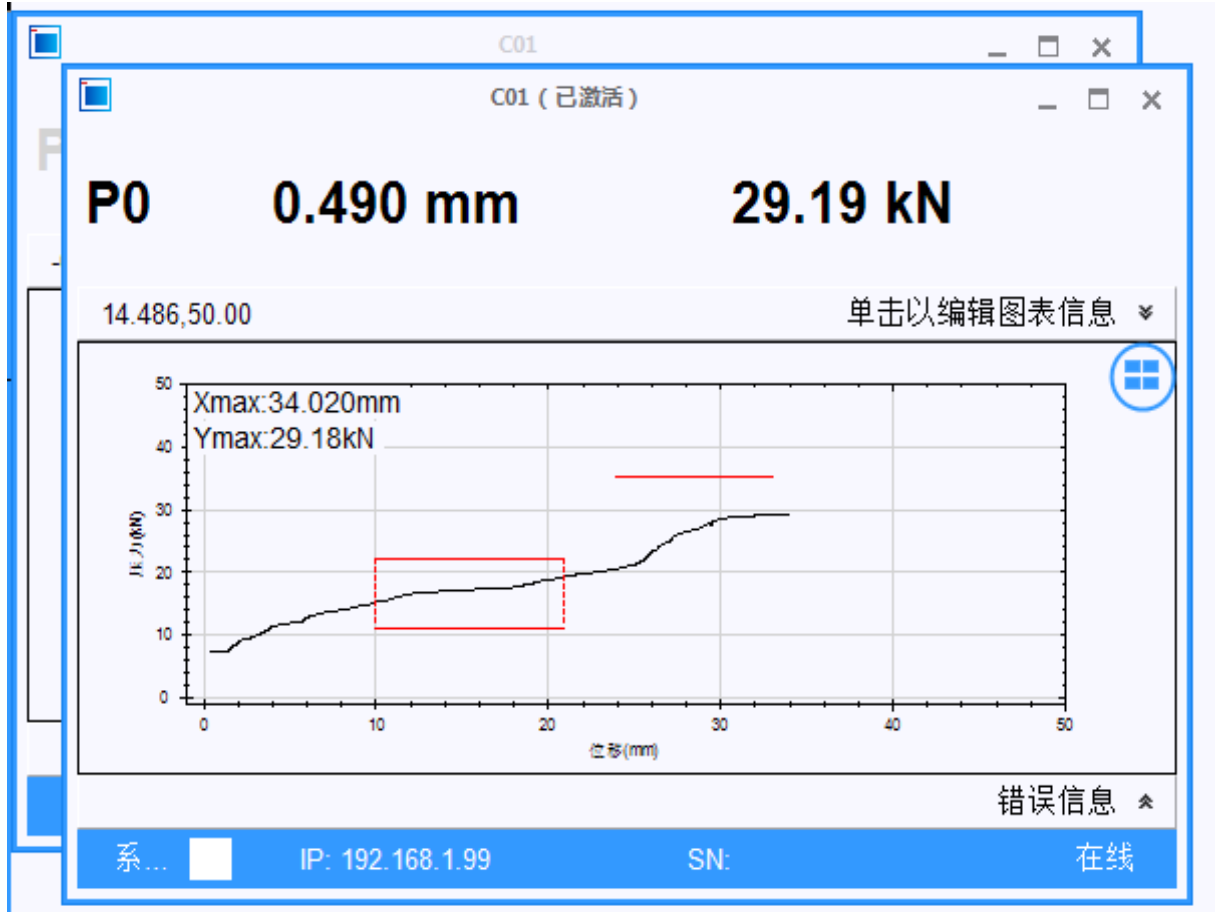 C01
C01 ( 已激活 )
P0 0.490 mm 29.19 kN
14.486,50.00 单击以编辑图表信息
Xmax:34.020mm
Ymax:29.18kN
50
40
30
20
10
0
压力(kN)
0 10 20 30 40 50
位移(mm)
错误信息
系... IP: 192.168.1.99 SN: 在线